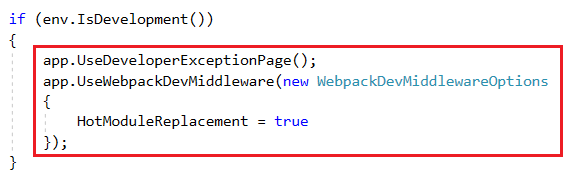 if (env.IsDevelopment())
{
    app.UseDeveloperExceptionPage();
    app.UseWebpackDevMiddleware(new WebpackDevMiddlewareOptions
    {
        HotModuleReplacement = true
    });
}